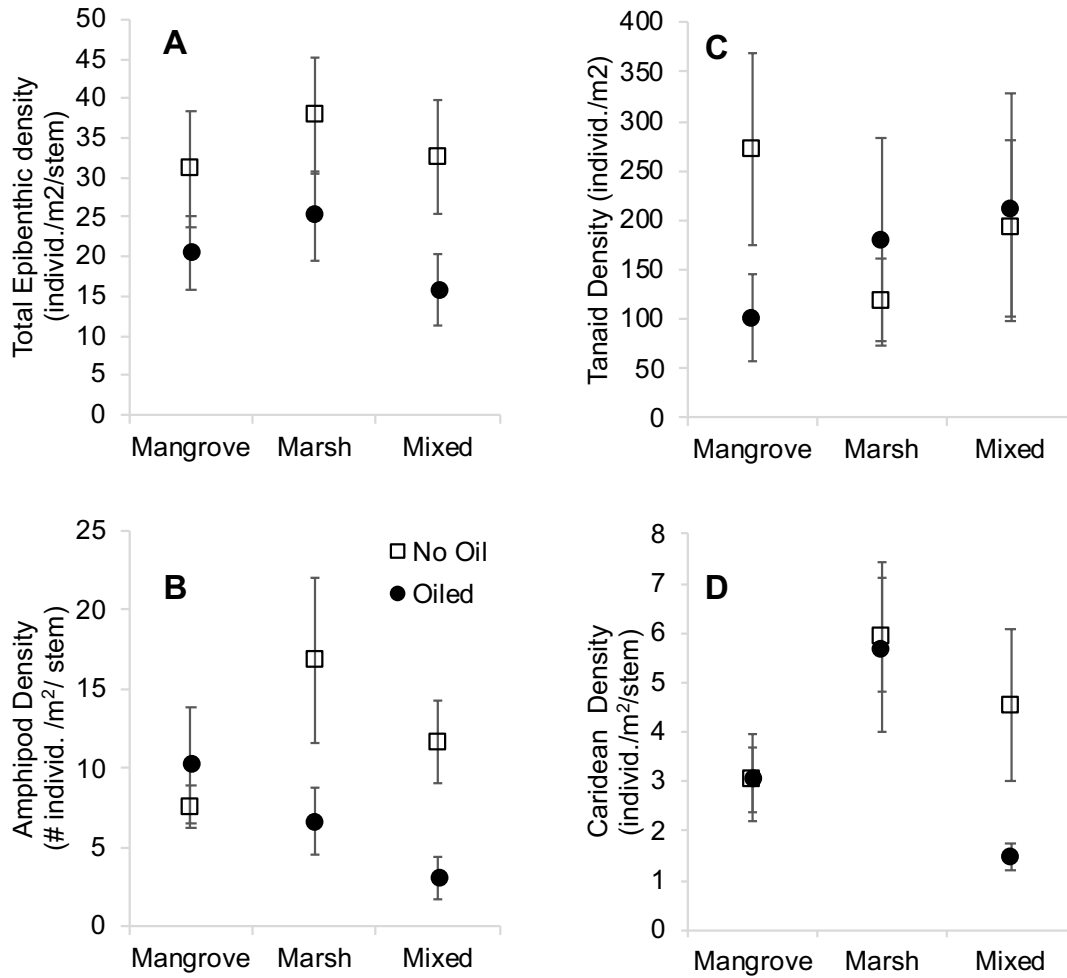 A
Total Epibenthic density
(individ./m2/stem)
50
45
40
35
30
25
20
15
10
5
0
Mangrove Marsh Mixed
C
Tanaid Density (individ./m2)
400
350
300
250
200
150
100
50
0
Mangrove Marsh Mixed
B
Amphipod Density
(# individ. /m²/ stem)
25
20
15
10
5
0
No Oil
Oiled
Mangrove Marsh Mixed
D
Caridean Density
(individ./m²/stem)
8
7
6
5
4
3
2
1
0
Mangrove Marsh Mixed